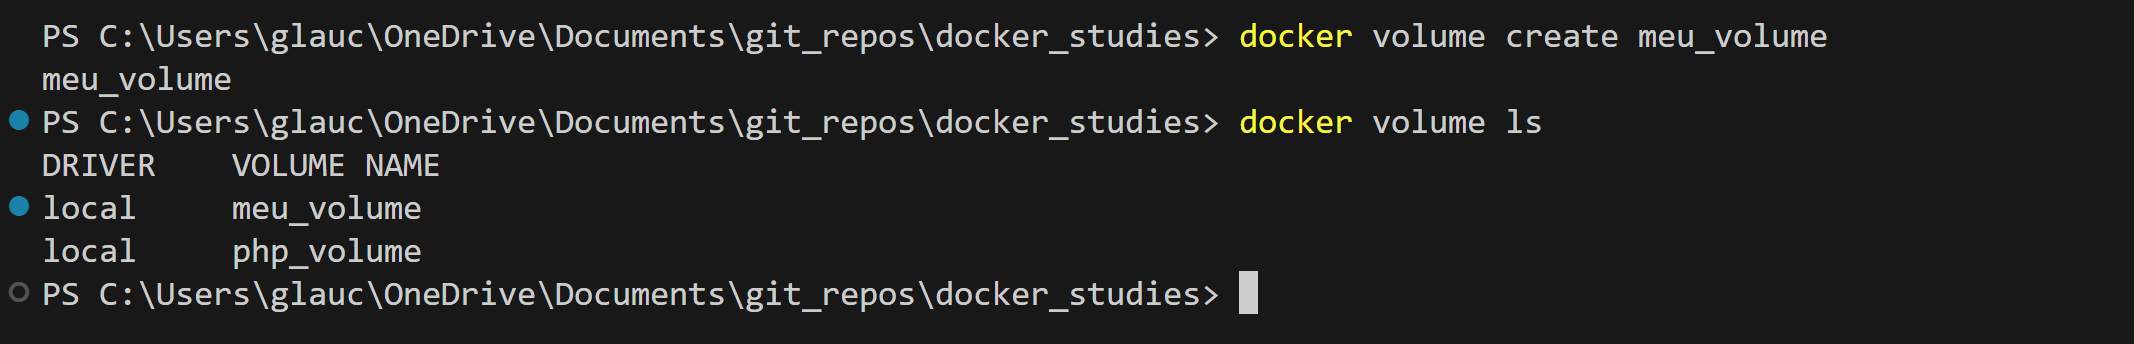 PS C:\Users\glauc\OneDrive\Documents\git_repos\docker_studies> docker volume create meu_volume
meu_volume
PS C:\Users\glauc\OneDrive\Documents\git_repos\docker_studies> docker volume ls
DRIVER    VOLUME NAME
local     meu_volume
local     php_volume
PS C:\Users\glauc\OneDrive\Documents\git_repos\docker_studies>